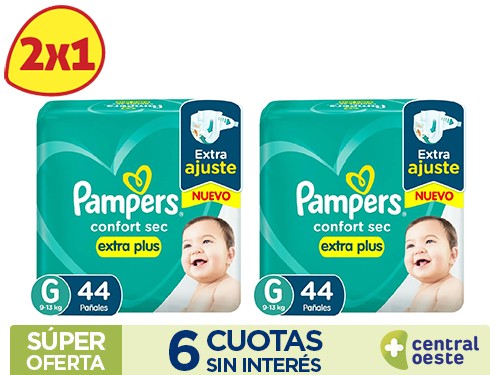 2x1
Pampers
confort sec
extra plus
Extra
ajuste
NUEVO
G
9-13 kg
44
Pañales
Pampers
confort sec
extra plus
Extra
ajuste
NUEVO
G
9-13 kg
44
Pañales
SÚPER
OFERTA
6 CUOTAS
SIN INTERÉS
central
oeste